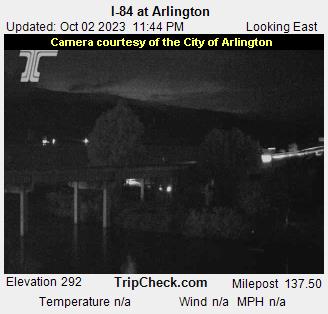 I-84 at Arlington
Updated: Oct 02 2023 11:44 PM Looking East
Camera courtesy of the City of Arlington
Elevation 292 TripCheck.com Milepost 137.50
Temperature n/a Wind n/a MPH n/a